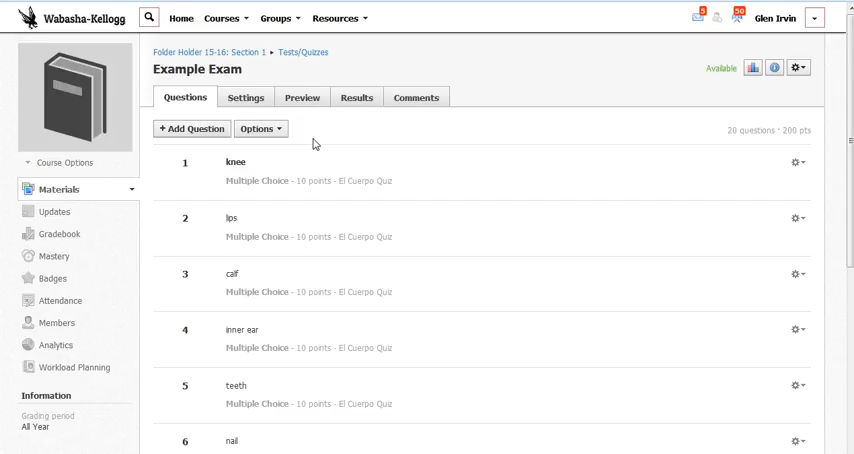 Wabasha-Kellogg Home Courses Groups Resources 5 50 Glen Irvin
Folder Holder 15-16: Section 1 ▸ Tests/Quizzes
Example Exam
Available
Questions Settings Preview Results Comments
+ Add Question Options
20 questions · 200 pts
Course Options
Materials
Updates
Gradebook
Mastery
Badges
Attendance
Members
Analytics
Workload Planning
Information
Grading period
All Year
1 knee
Multiple Choice - 10 points - El Cuerpo Quiz
2 lips
Multiple Choice - 10 points - El Cuerpo Quiz
3 calf
Multiple Choice - 10 points - El Cuerpo Quiz
4 inner ear
Multiple Choice - 10 points - El Cuerpo Quiz
5 teeth
Multiple Choice - 10 points - El Cuerpo Quiz
6 nail